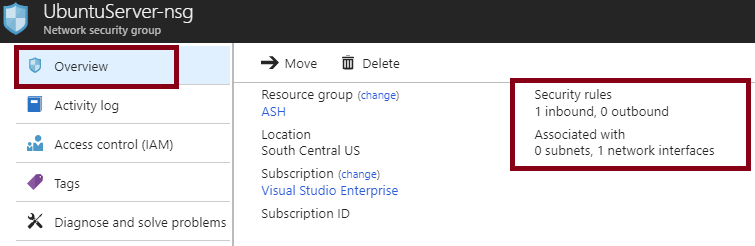 UbuntuServer-nsg
Network security group
Overview
Activity log
Access control (IAM)
Tags
Diagnose and solve problems
Move
Delete
Resource group (change)
ASH
Location
South Central US
Subscription (change)
Visual Studio Enterprise
Subscription ID
Security rules
1 inbound, 0 outbound
Associated with
0 subnets, 1 network interfaces